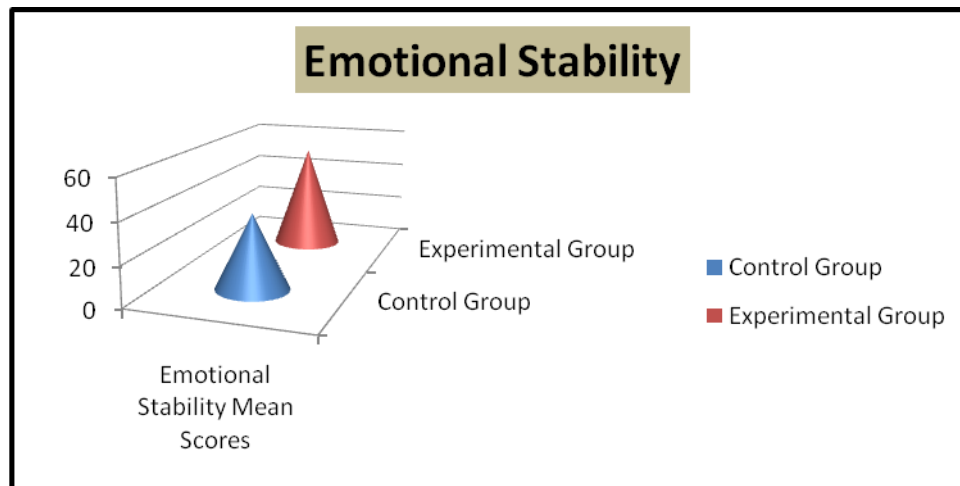 Emotional Stability
60
40
20
0
Experimental Group
Control Group
Emotional
Stability Mean
Scores
Control Group
Experimental Group